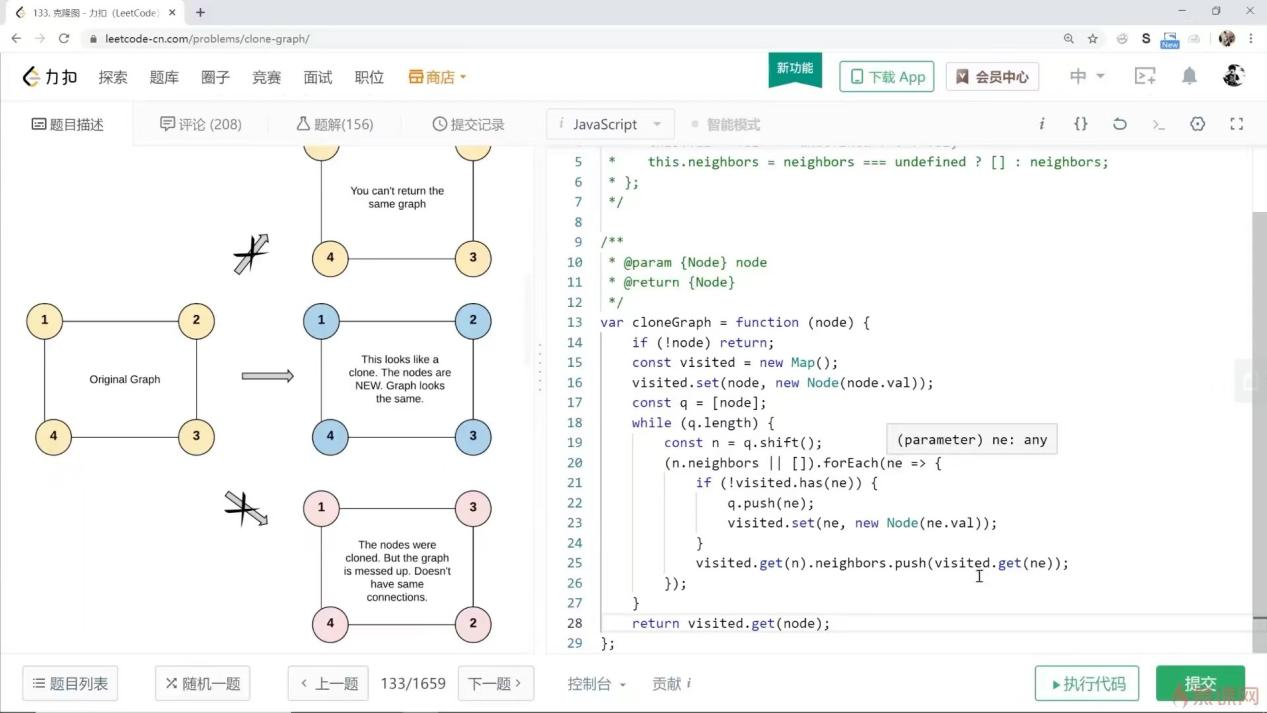 133. 克隆图 - 力扣 (LeetCode)
leetcode-cn.com/problems/clone-graph/
New
力扣 探索 题库 圈子 竞赛 面试 职位 商店 新功能 下载 App 会员中心 中
题目描述 评论 (208) 题解(156) 提交记录 i JavaScript 智能模式 i {}
You can't return the
same graph
4 3
1 2
Original Graph
4 3
1 2
This looks like a
clone. The nodes are
NEW. Graph looks
the same.
4 3
1 3
The nodes were
cloned. But the graph
is messed up. Doesn't
have same
connections.
4 2
5 *    this.neighbors = neighbors === undefined ? [] : neighbors;
6 * };
7 */
8
9 /**
10 * @param {Node} node
11 * @return {Node}
12 */
13 var cloneGraph = function (node) {
14     if (!node) return;
15     const visited = new Map();
16     visited.set(node, new Node(node.val));
17     const q = [node];
18     while (q.length) {
19         const n = q.shift();
(parameter) ne: any
20         (n.neighbors || []).forEach(ne => {
21             if (!visited.has(ne)) {
22                 q.push(ne);
23                 visited.set(ne, new Node(ne.val));
24             }
25             visited.get(n).neighbors.push(visited.get(ne));
26         });
27     }
28     return visited.get(node);
29 };
题目列表 随机一题 上一题 133/1659 下一题 控制台 贡献 i 执行代码 提交
慕课网